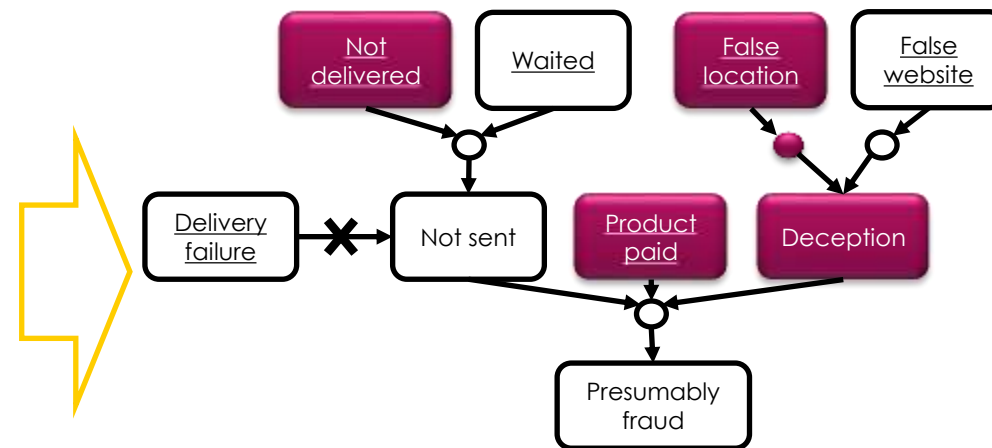 Not
delivered
Waited
False
location
False
website
Delivery
failure
Not sent
Product
paid
Deception
Presumably
fraud